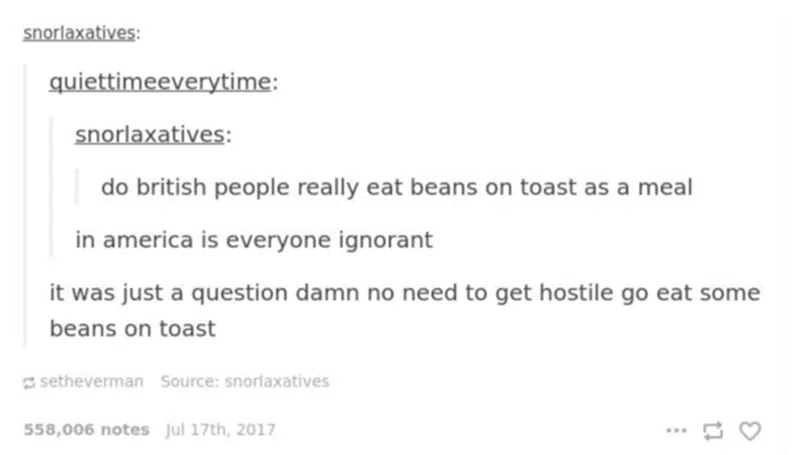 snorlaxatives:
quiettimeeverytime:
snorlaxatives:
do british people really eat beans on toast as a meal
in america is everyone ignorant
it was just a question damn no need to get hostile go eat some
beans on toast
setheverman Source: snorlaxatives
558,006 notes Jul 17th, 2017